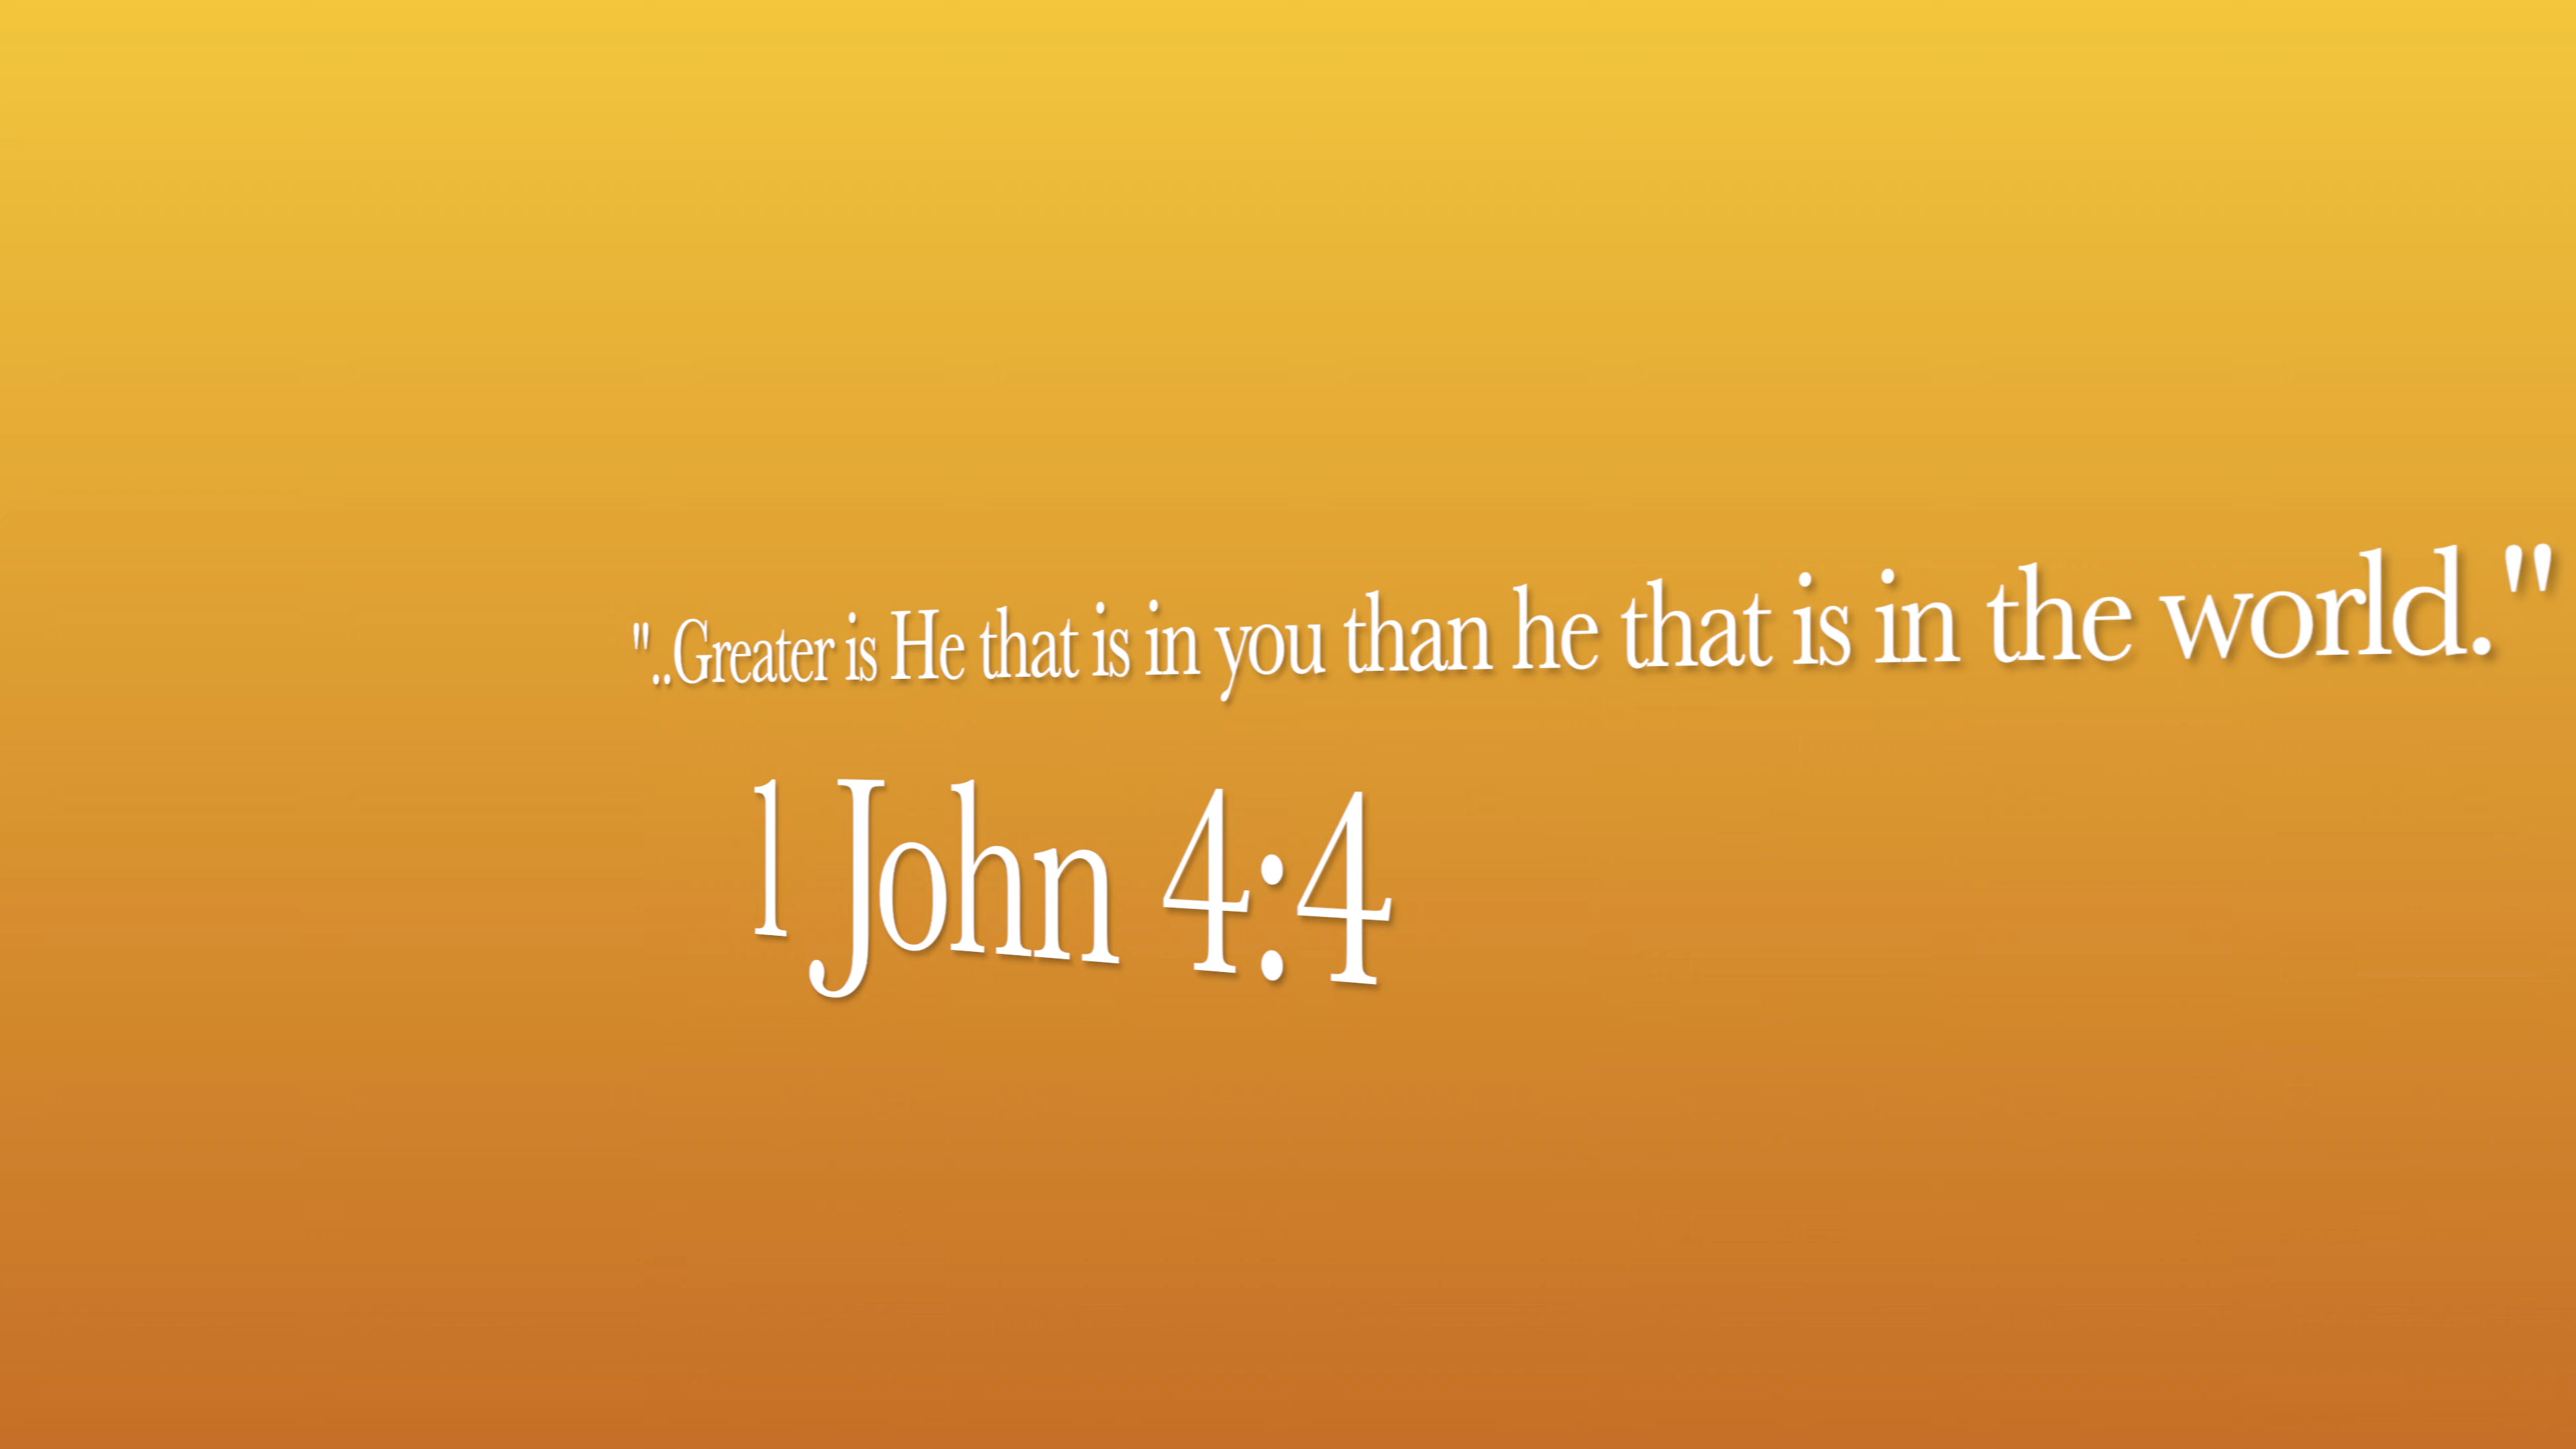 "..Greater is He that is in you than he that is in the world."
1 John 4:4